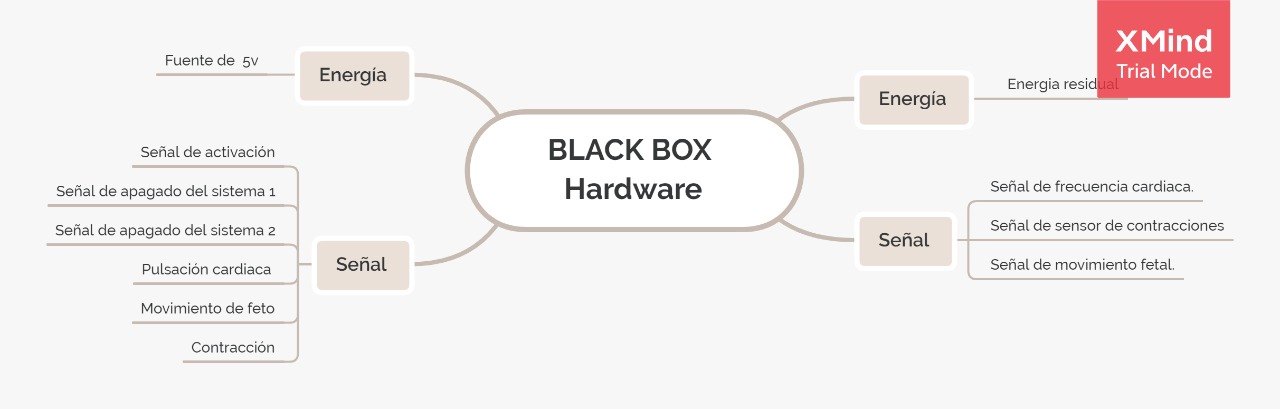 Fuente de  5v
Energía
Señal de activación
Señal de apagado del sistema 1
Señal de apagado del sistema 2
Pulsación cardiaca
Movimiento de feto
Contracción
Señal
BLACK BOX
Hardware
Energía
Energia residual
Señal
Señal de frecuencia cardiaca.
Señal de sensor de contracciones
Señal de movimiento fetal.
XMind
Trial Mode